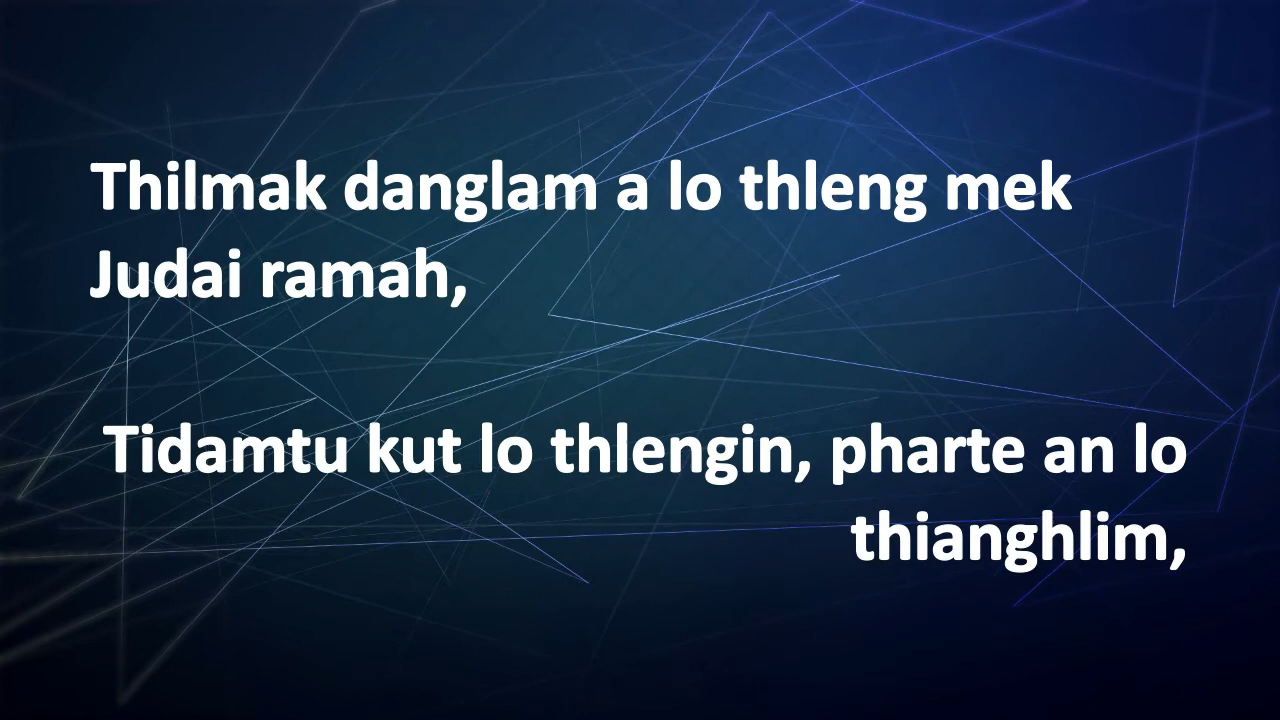 Thilmak danglam a lo thleng mek
Judai ramah,
Tidamtu kut lo thlengin, pharte an lo
thianghlim,